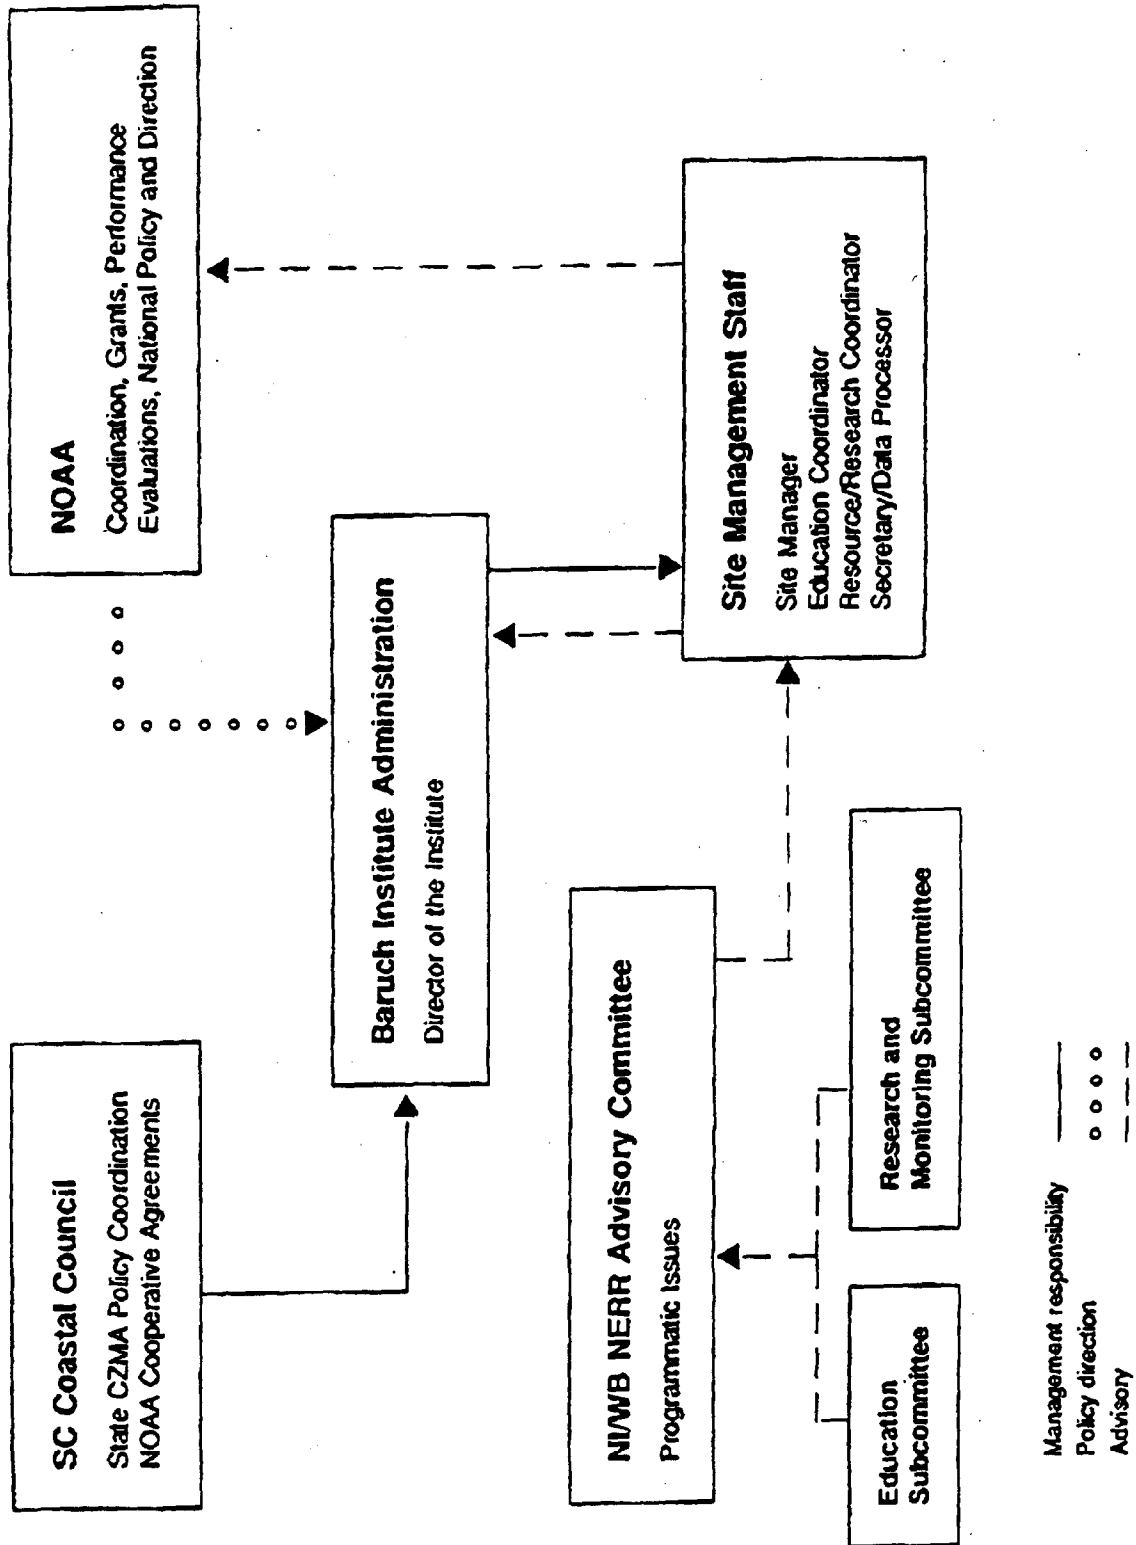 SC Coastal Council
State CZMA Policy Coordination
NOAA Cooperative Agreements
NOAA
Coordination, Grants, Performance
Evaluations, National Policy and Direction
Baruch Institute Administration
Director of the Institute
NI/WB NERR Advisory Committee
Programmatic Issues
Site Management Staff
Site Manager
Education Coordinator
Resource/Research Coordinator
Secretary/Data Processor
Education
Subcommittee
Research and
Monitoring Subcommittee
Management responsibility
Policy direction
Advisory